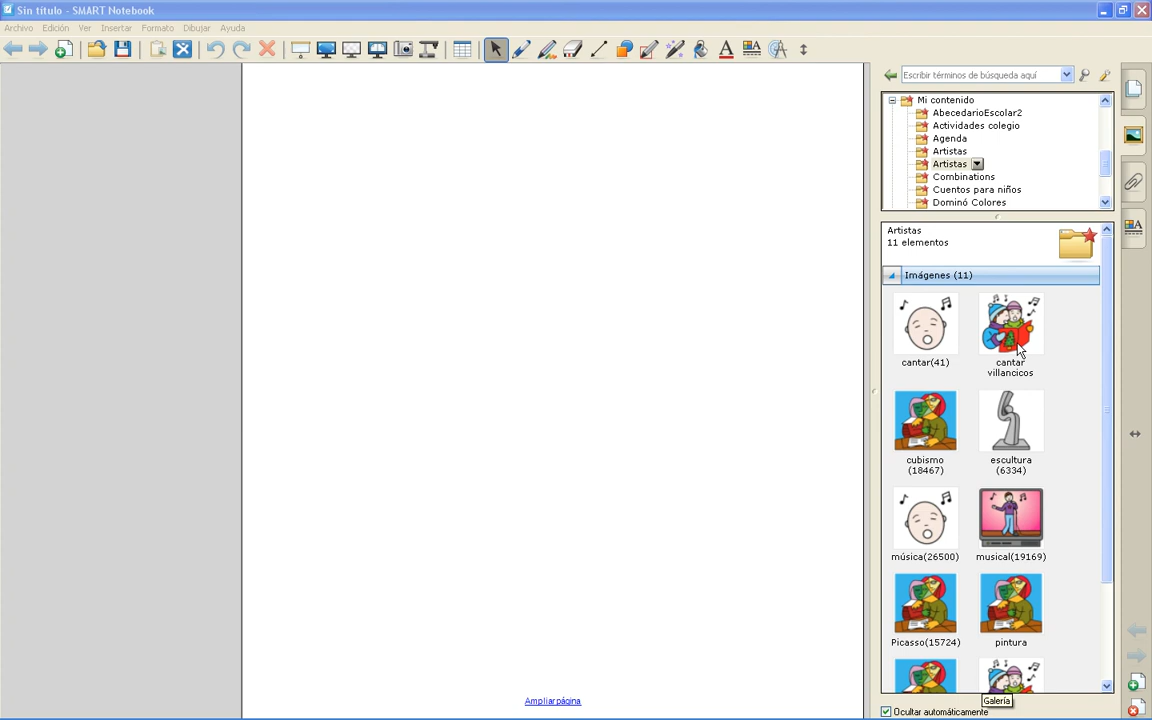 Sin título - SMART Notebook
Archivo Edición Ver Insertar Formato Dibujar Ayuda
Escribir términos de búsqueda aquí
Mi contenido
AbecedarioEscolar2
Actividades colegio
Agenda
Artistas
Artistas
Combinations
Cuentos para niños
Dominó Colores
Artistas
11 elementos
Imágenes (11)
cantar(41)
cantar
villancicos
cubismo
(18467)
escultura
(6334)
música(26500)
musical(19169)
Picasso(15724)
pintura
Galería
Ampliar página
Ocultar automáticamente